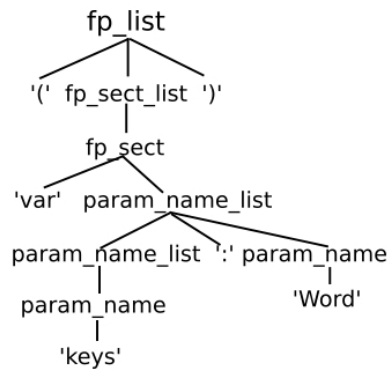 fp_list
'(' fp_sect_list ')'
fp_sect
'var' param_name_list
param_name_list ':' param_name
param_name 'Word'
'keys'